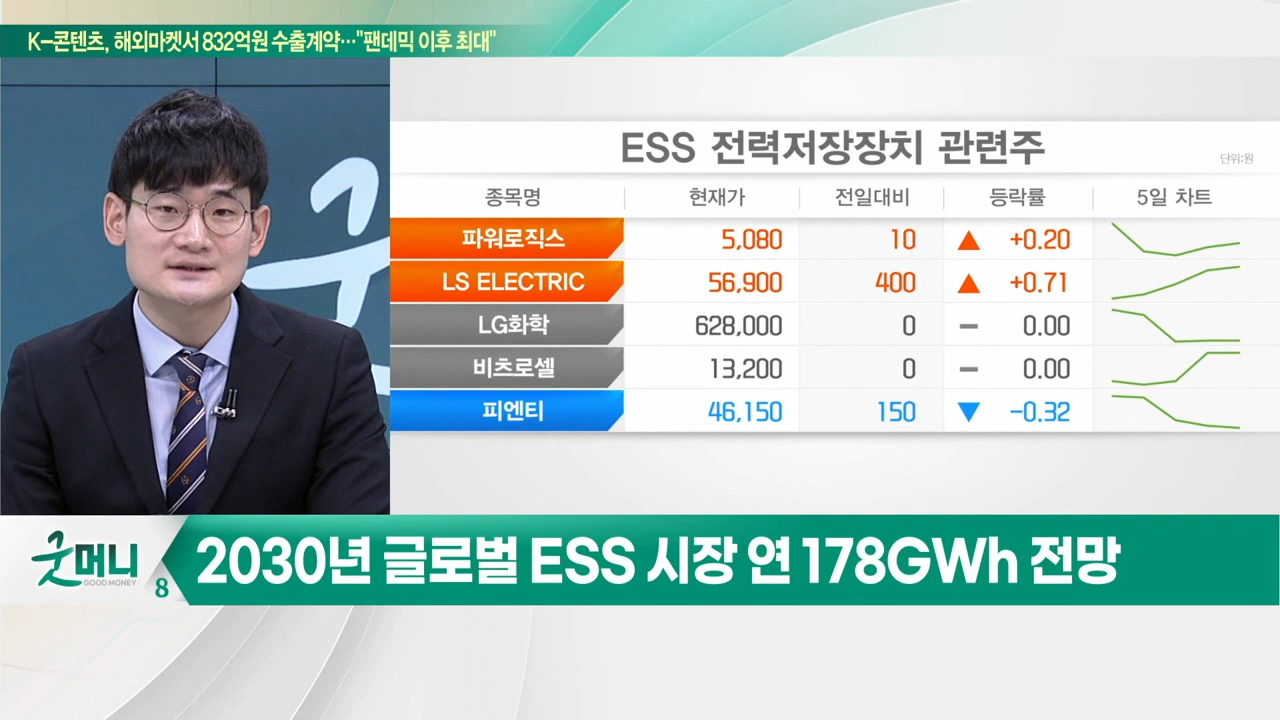 K-콘텐츠, 해외마켓서 832억원 수출계약…"팬데믹 이후 최대"
ESS 전력저장장치 관련주
단위:원
종목명 현재가 전일대비 등락률 5일 차트
파워로직스 5,080 10 ▲ +0.20
LS ELECTRIC 56,900 400 ▲ +0.71
LG화학 628,000 0 − 0.00
비츠로셀 13,200 0 − 0.00
피엔티 46,150 150 ▼ −0.32
굿
굿머니 GOOD MONEY 8
2030년 글로벌 ESS 시장 연 178GWh 전망